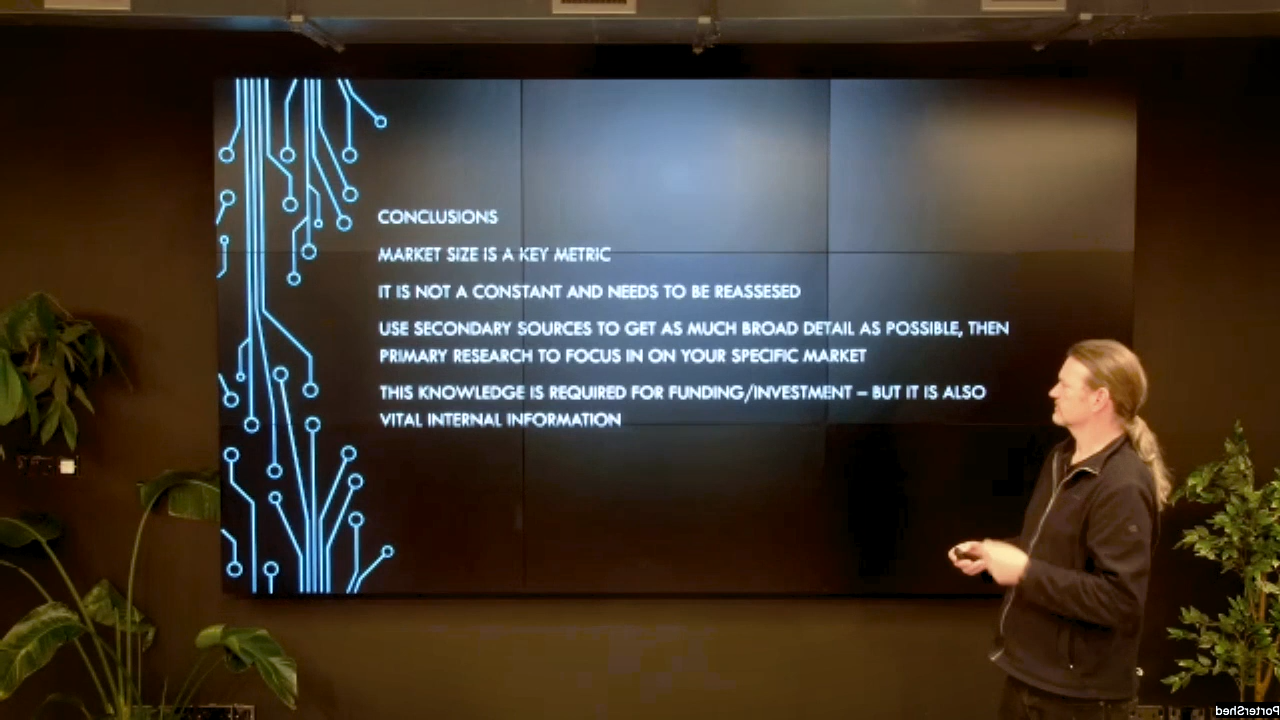 CONCLUSIONS
MARKET SIZE IS A KEY METRIC
IT IS NOT A CONSTANT AND NEEDS TO BE REASSESED
USE SECONDARY SOURCES TO GET AS MUCH BROAD DETAIL AS POSSIBLE, THEN
PRIMARY RESEARCH TO FOCUS IN ON YOUR SPECIFIC MARKET
THIS KNOWLEDGE IS REQUIRED FOR FUNDING/INVESTMENT – BUT IT IS ALSO
VITAL INTERNAL INFORMATION
PorterShed